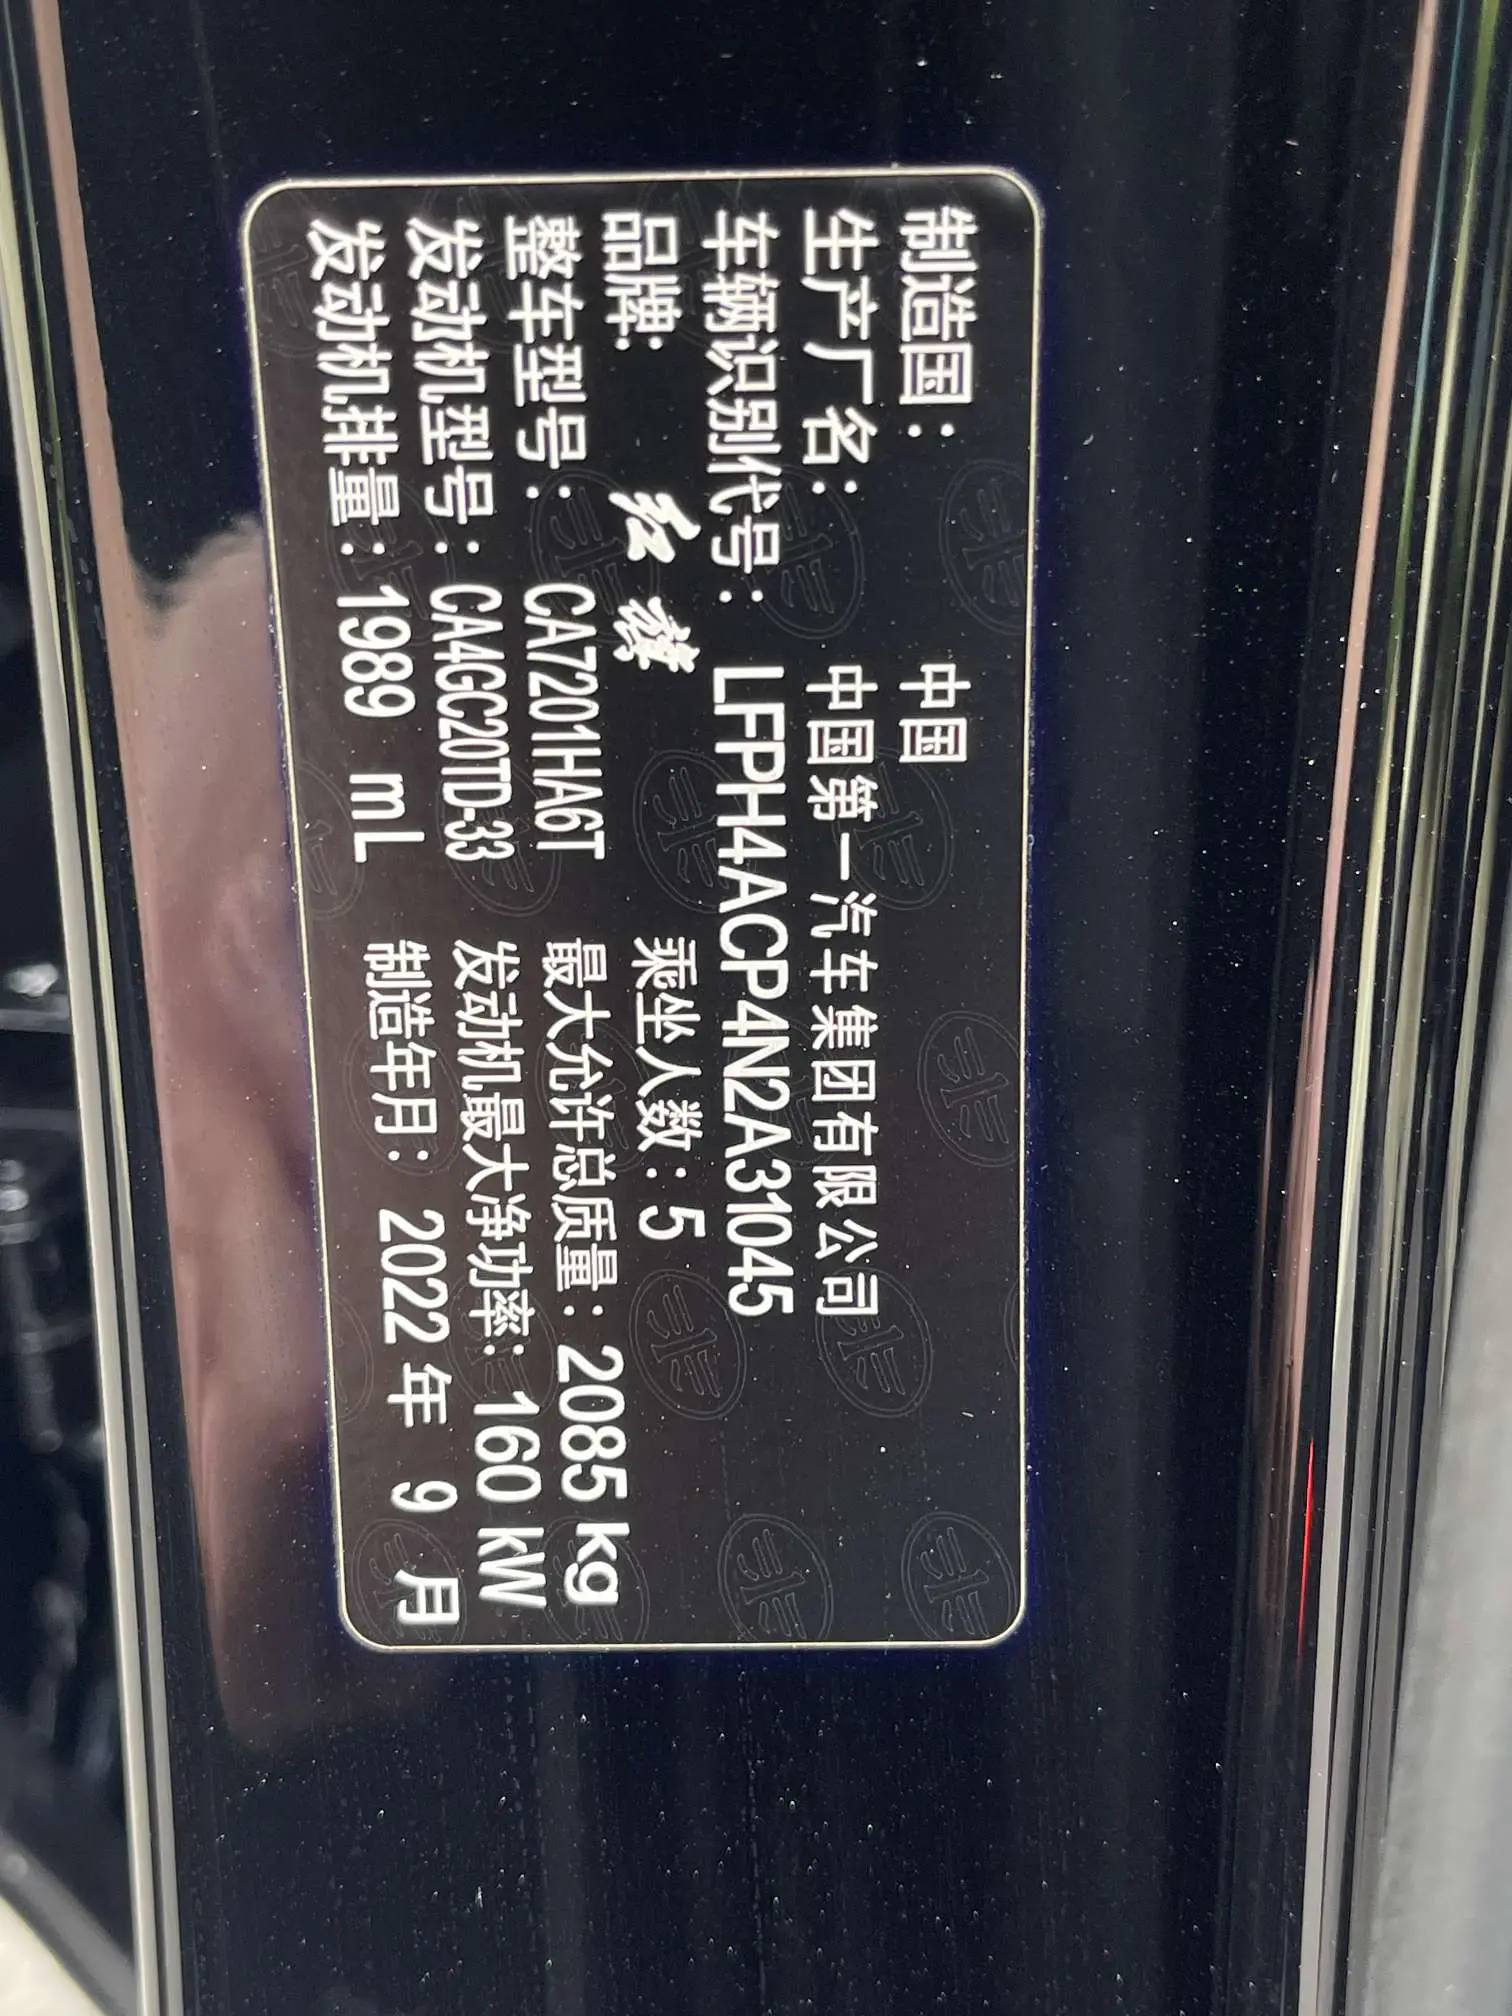 制造国: 中国
生产厂名: 中国第一汽车集团有限公司
车辆识别代号: LFPH4ACP4N2A31045
品牌: 红旗 乘坐人数: 5
整车型号: CA7201HA6T 最大允许总质量: 2085 kg
发动机型号: CA4GC20TD-33 发动机最大净功率: 160 kW
发动机排量: 1989 mL 制造年月: 2022 年 9 月